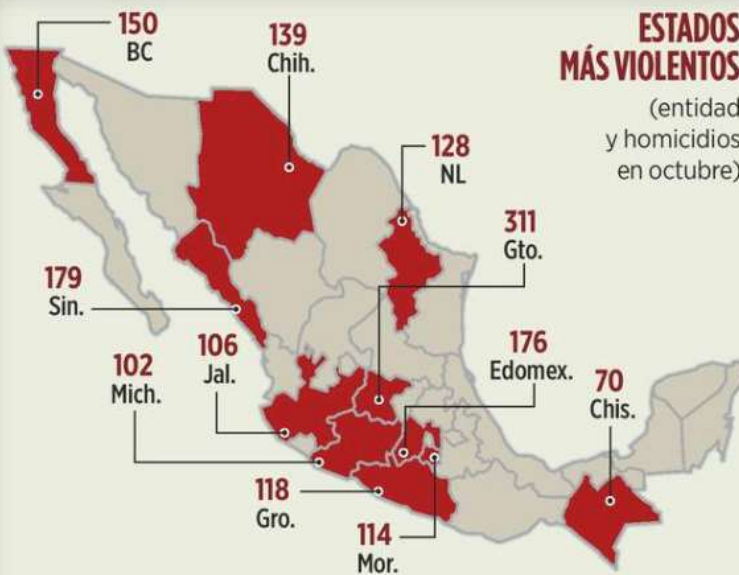 ESTADOS
MÁS VIOLENTOS
(entidad
y homicidios
en octubre)
150
BC
139
Chih.
128
NL
311
Gto.
179
Sin.
176
Edomex.
106
Jal.
102
Mich.
70
Chis.
118
Gro.
114
Mor.